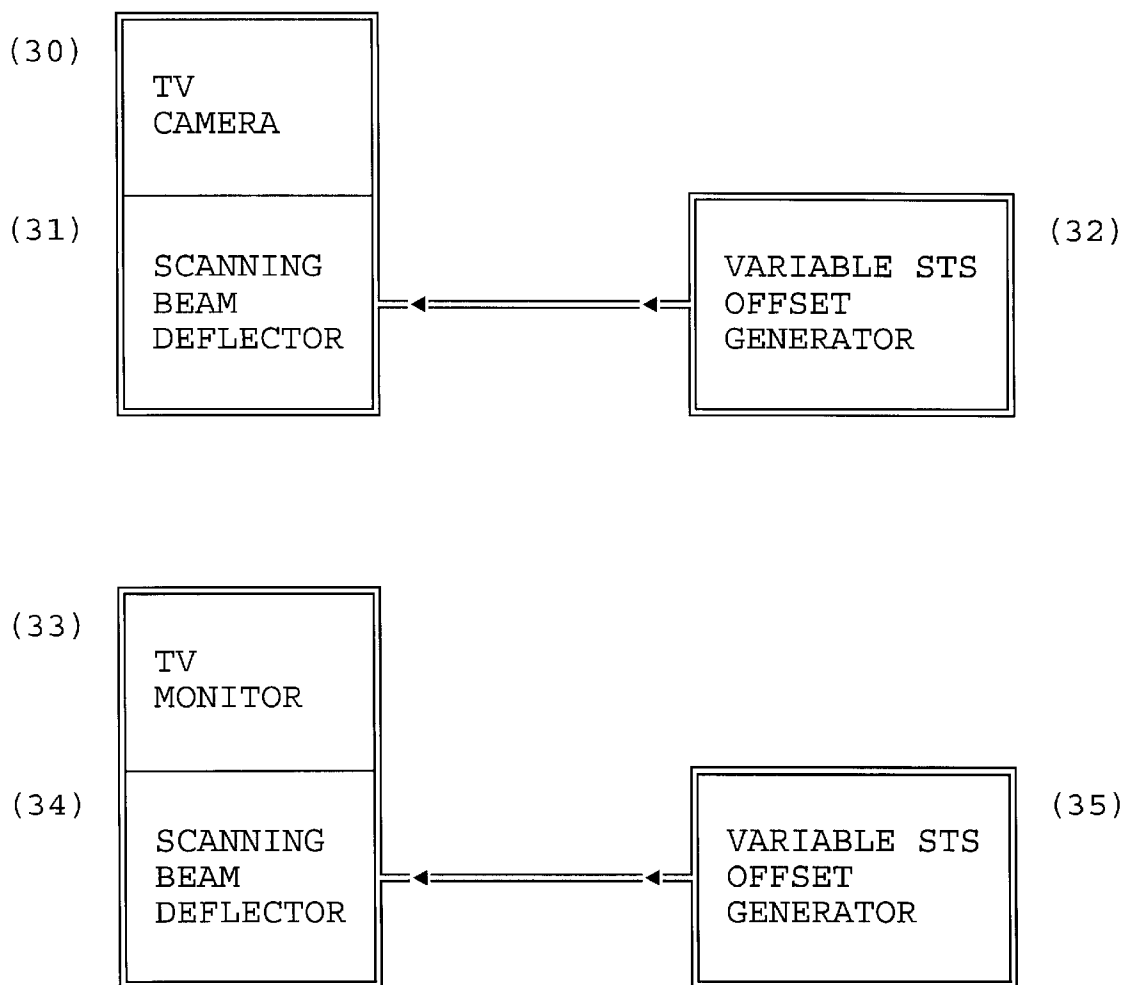 (30)
TV
CAMERA
(31)
SCANNING
BEAM
DEFLECTOR
VARIABLE STS
OFFSET
GENERATOR
(32)
(33)
TV
MONITOR
(34)
SCANNING
BEAM
DEFLECTOR
VARIABLE STS
OFFSET
GENERATOR
(35)